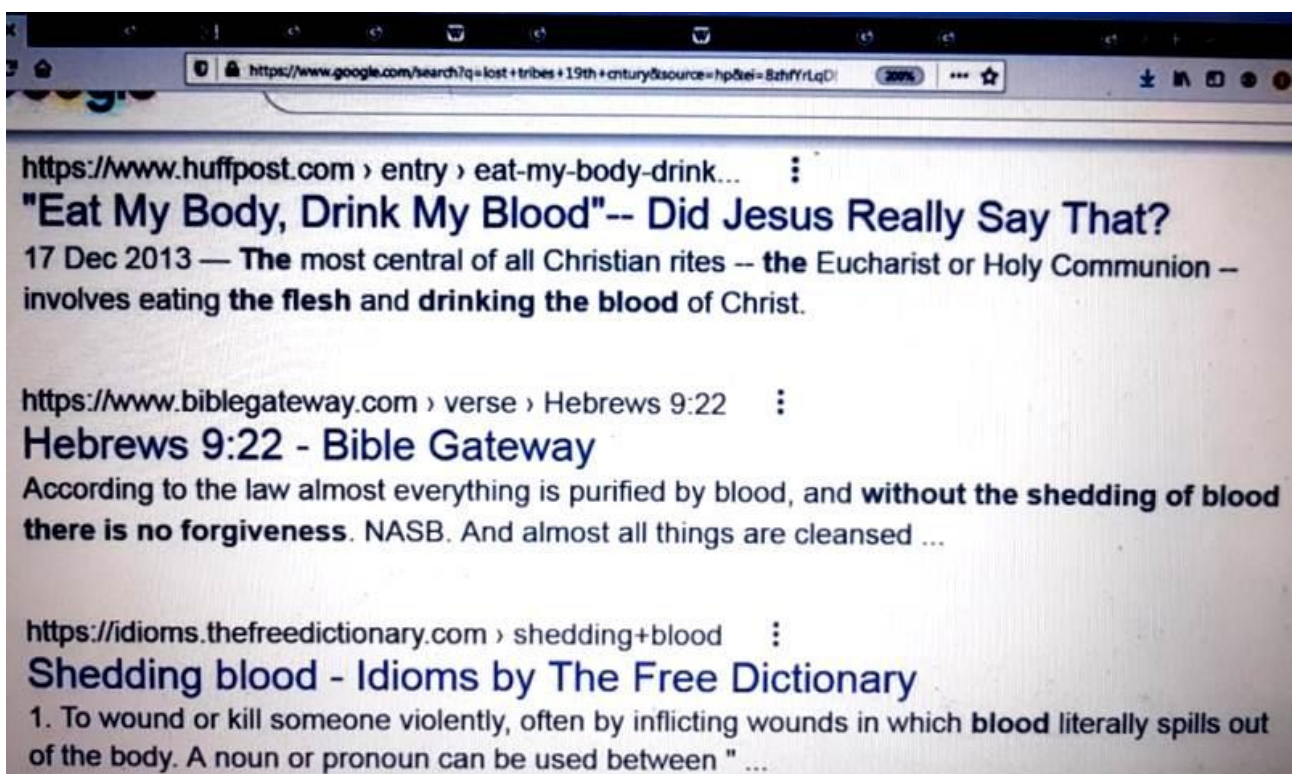 https://www.google.com/search?q=lost+tribes+19th+cntury&source=hp&ei=8zhfYrLqD
200%
https://www.huffpost.com › entry › eat-my-body-drink...
"Eat My Body, Drink My Blood"-- Did Jesus Really Say That?
17 Dec 2013 — The most central of all Christian rites -- the Eucharist or Holy Communion --
involves eating the flesh and drinking the blood of Christ.
https://www.biblegateway.com › verse › Hebrews 9:22
Hebrews 9:22 - Bible Gateway
According to the law almost everything is purified by blood, and without the shedding of blood
there is no forgiveness. NASB. And almost all things are cleansed ...
https://idioms.thefreedictionary.com › shedding+blood
Shedding blood - Idioms by The Free Dictionary
1. To wound or kill someone violently, often by inflicting wounds in which blood literally spills out
of the body. A noun or pronoun can be used between " ...